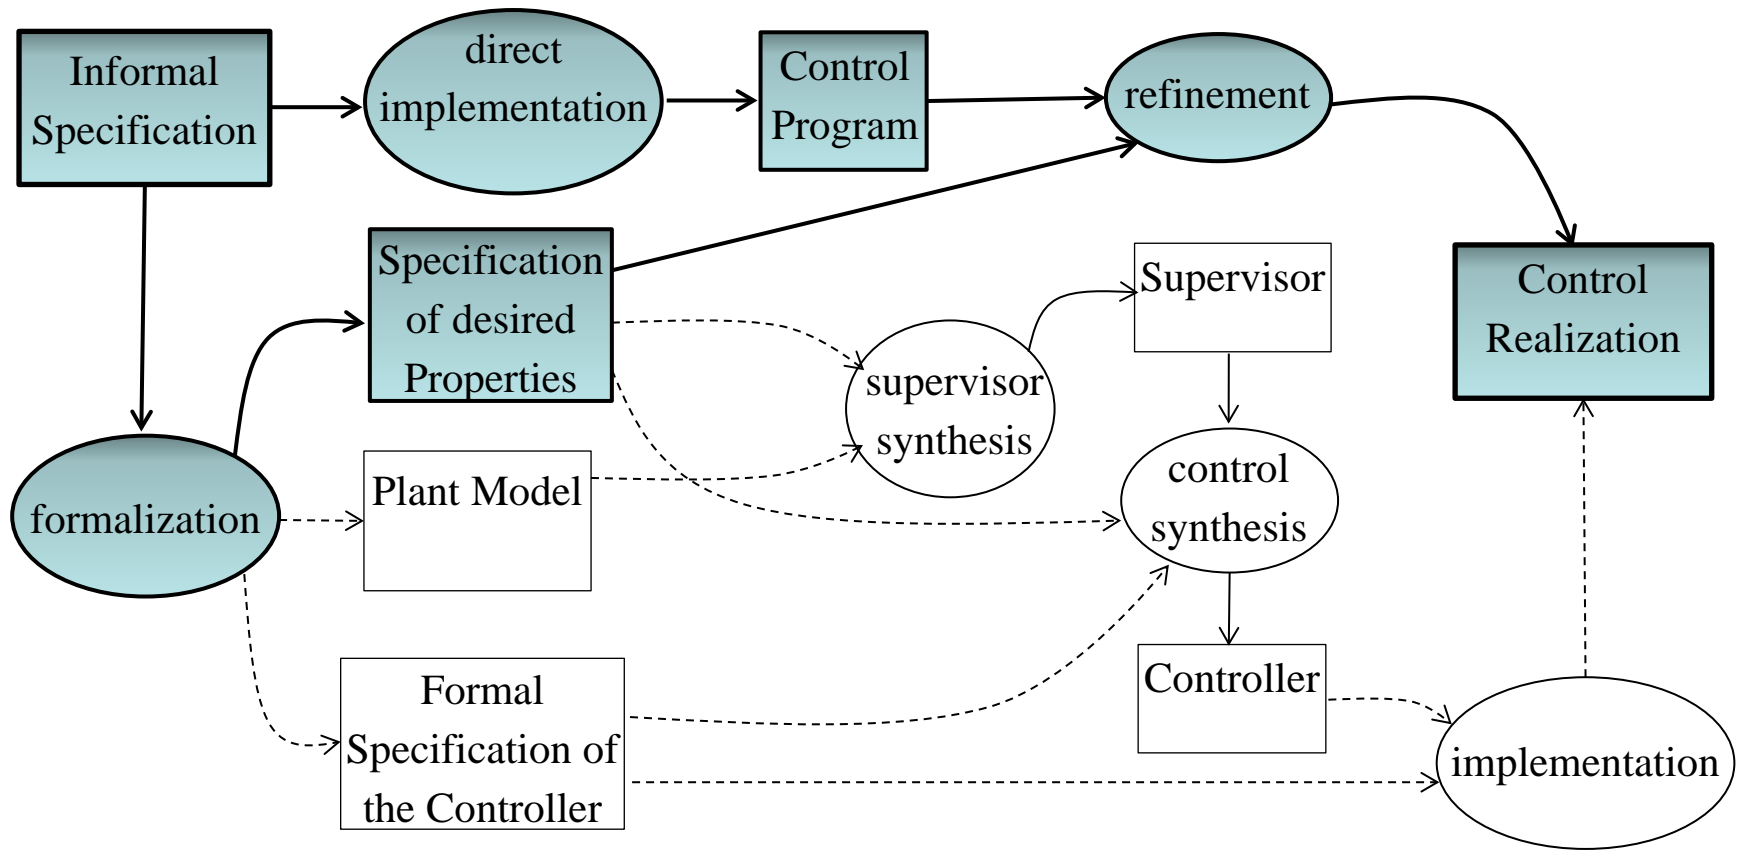 Informal
Specification
direct
implementation
Control
Program
refinement
Specification
of desired
Properties
Supervisor
Control
Realization
supervisor
synthesis
formalization
Plant Model
control
synthesis
Formal
Specification of
the Controller
Controller
implementation